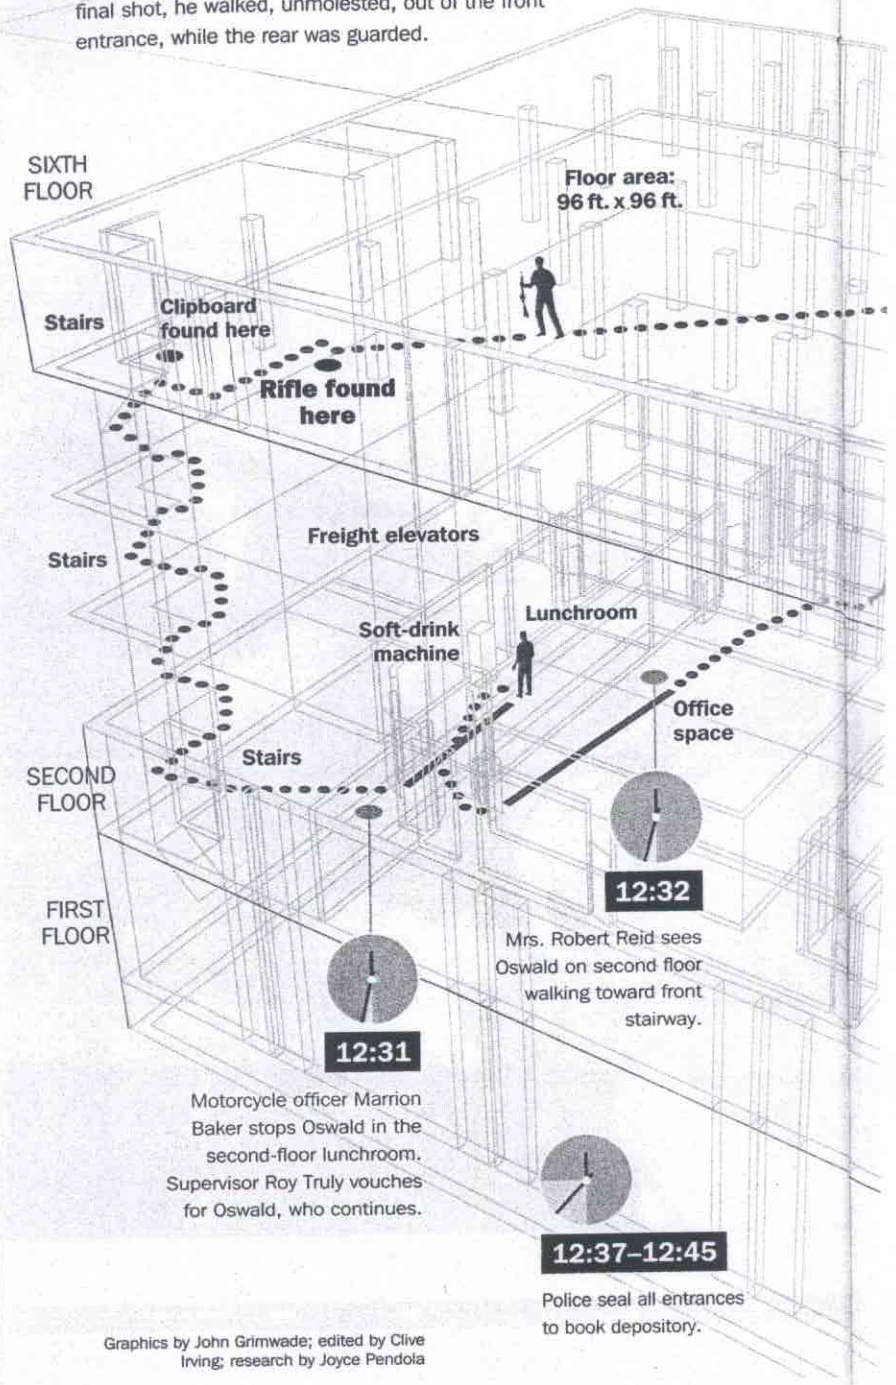 final shot, he walked, unmolested, out of the front
entrance, while the rear was guarded.
SIXTH
FLOOR
Floor area:
96 ft. x 96 ft.
Stairs
Clipboard
found here
Rifle found
here
Freight elevators
Stairs
Lunchroom
Soft-drink
machine
Office
space
Stairs
SECOND
FLOOR
12:32
Mrs. Robert Reid sees
Oswald on second floor
walking toward front
stairway.
FIRST
FLOOR
12:31
Motorcycle officer Marrion
Baker stops Oswald in the
second-floor lunchroom.
Supervisor Roy Truly vouches
for Oswald, who continues.
12:37–12:45
Police seal all entrances
to book depository.
Graphics by John Grimwade; edited by Clive
Irving; research by Joyce Pendola